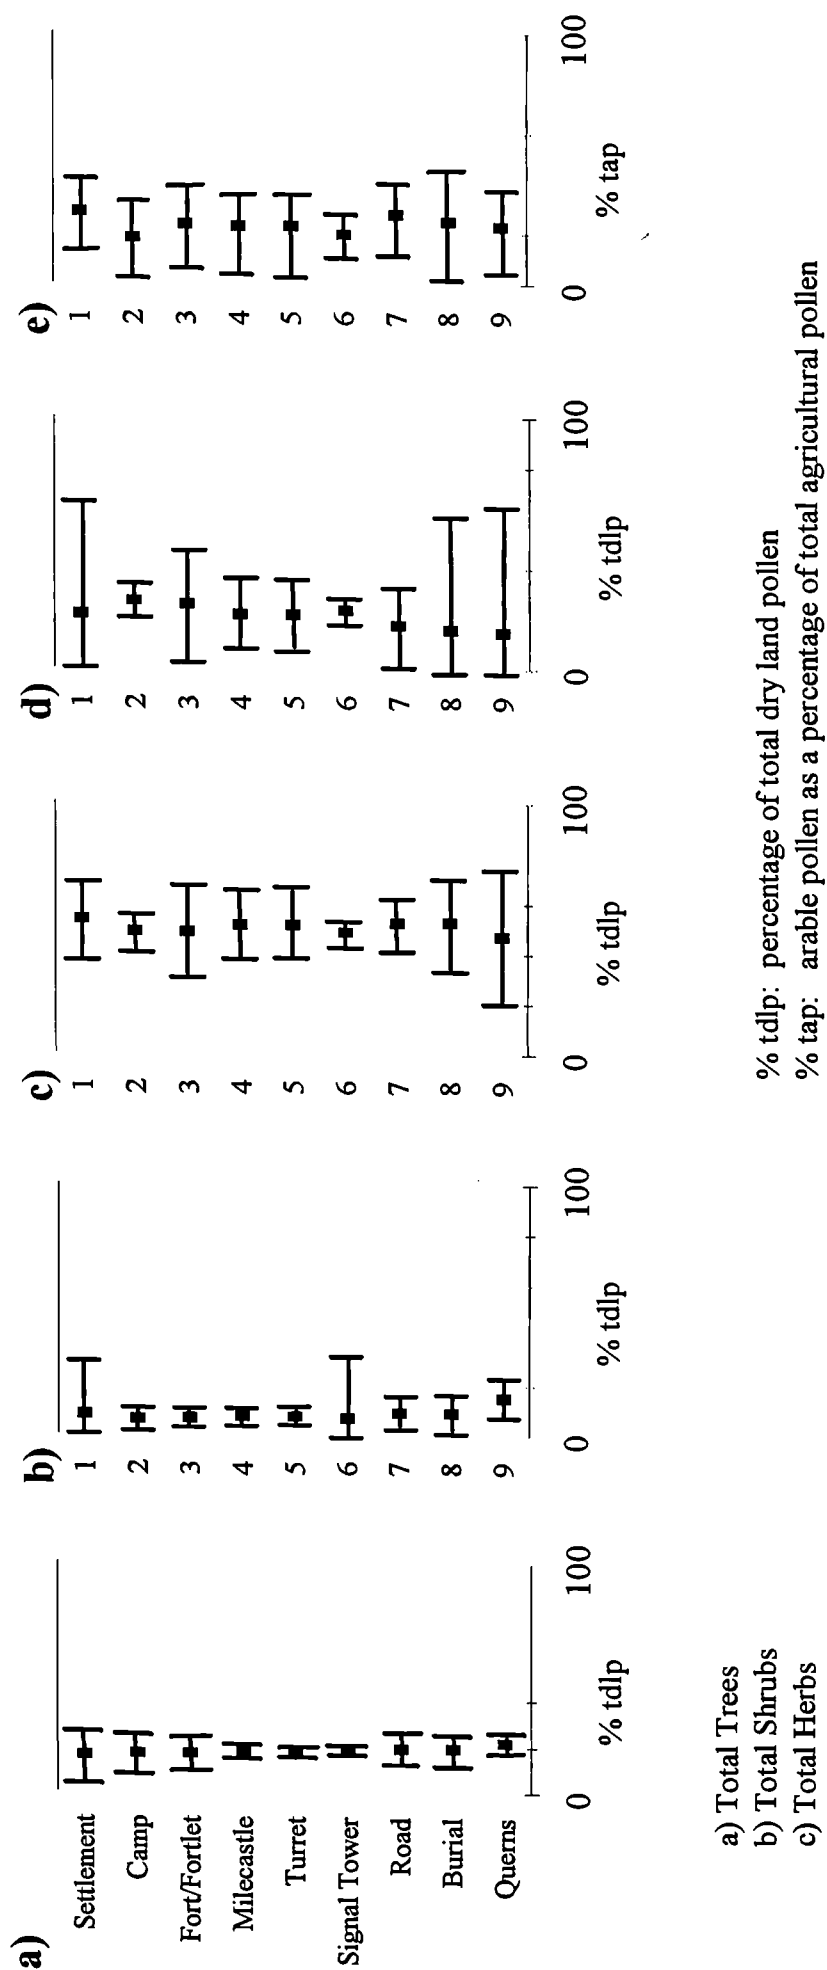 a)
Settlement
Camp
Fort/Fortlet
Milecastle
Turret
Signal Tower
Road
Burial
Querns
0 100
% tdlp
b)
1
2
3
4
5
6
7
8
9
0 100
% tdlp
c)
1
2
3
4
5
6
7
8
9
0 100
% tdlp
d)
1
2
3
4
5
6
7
8
9
0 100
% tdlp
e)
1
2
3
4
5
6
7
8
9
0 100
% tap
a) Total Trees
b) Total Shrubs
c) Total Herbs
% tdlp: percentage of total dry land pollen
% tap: arable pollen as a percentage of total agricultural pollen